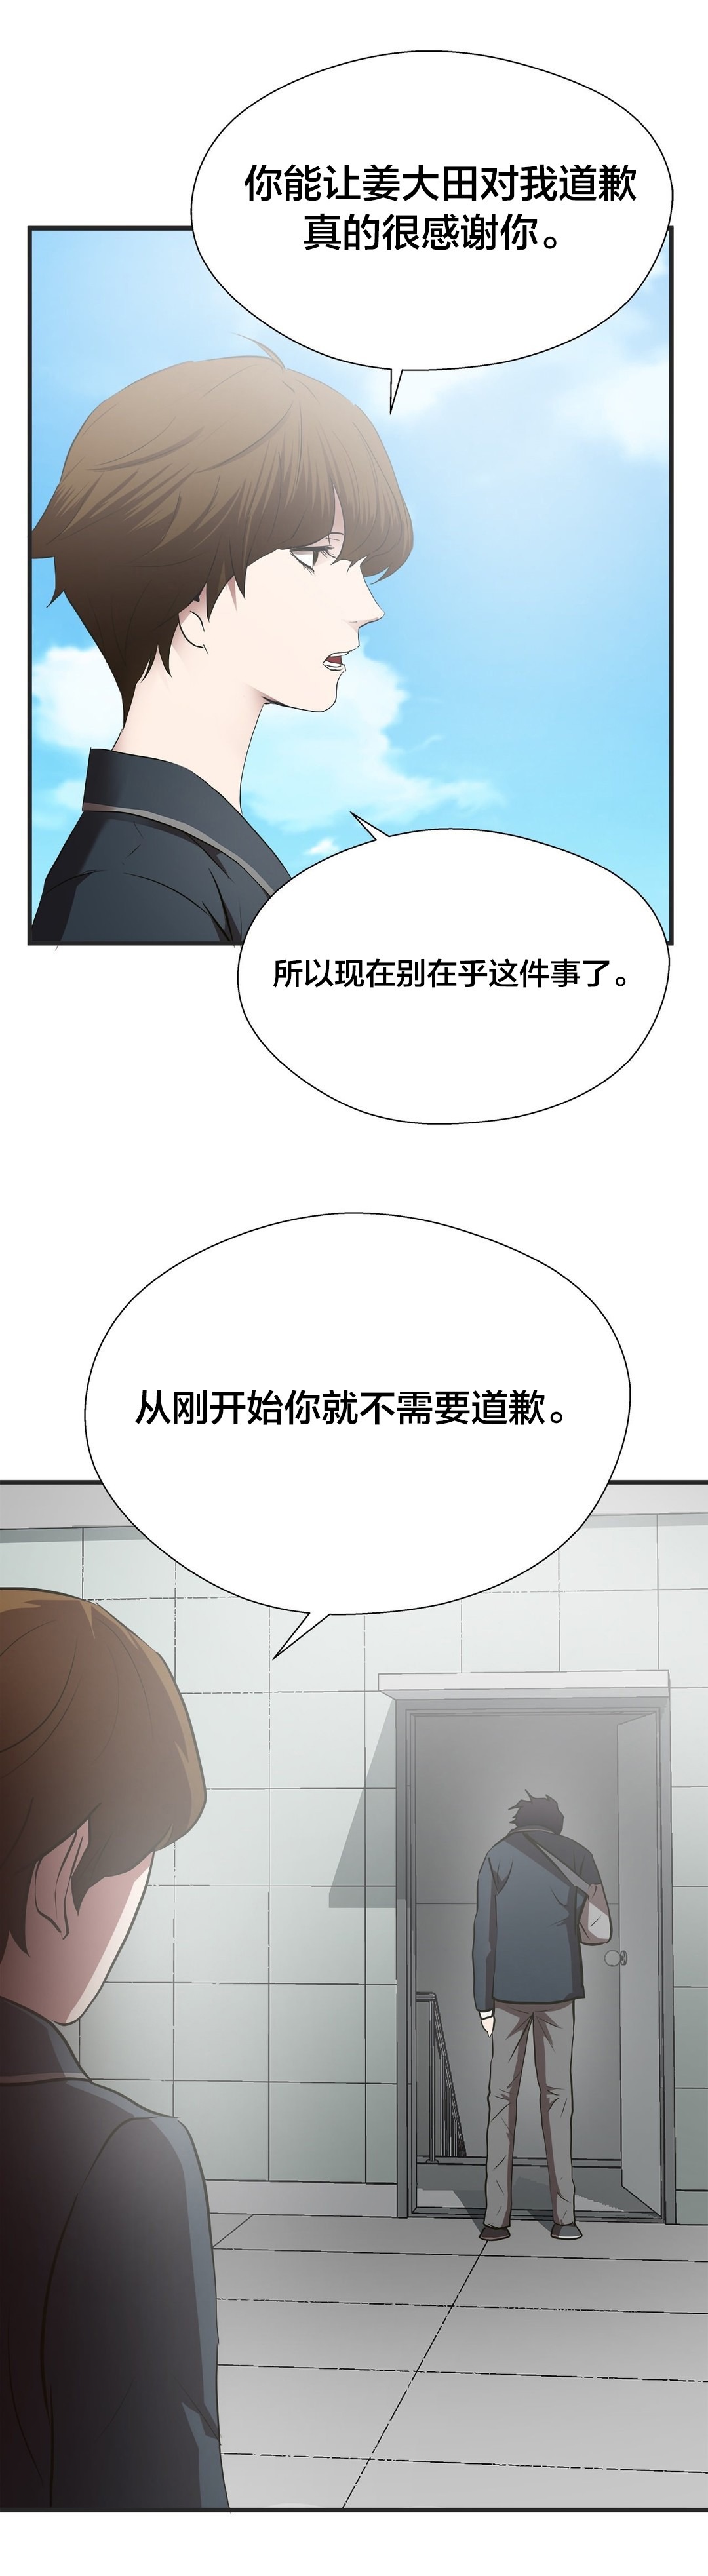 你能让姜大田对我道歉
真的很感谢你。
所以现在别在乎这件事了。
从刚开始你就不需要道歉。